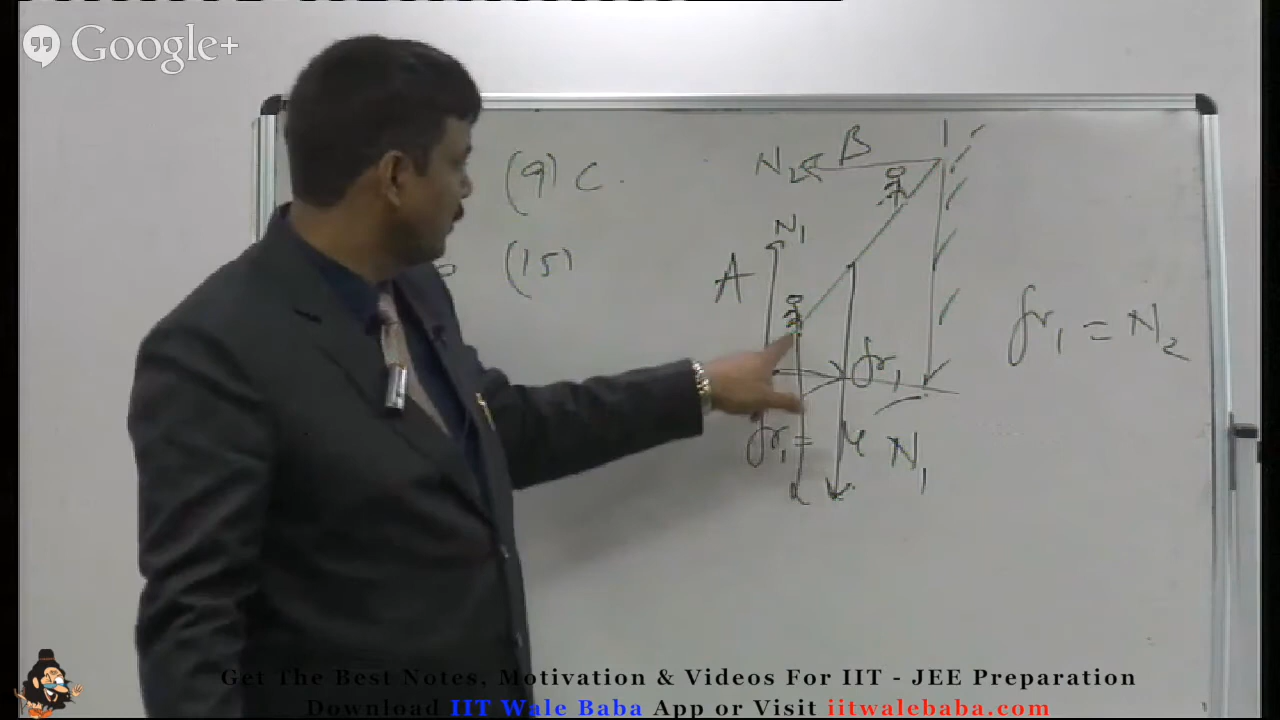 Google+
(9) C.
(15)
N₂
B
N₁
A
fr₁
fr₁ = N₂
fr₁ = μ N₁
Get The Best Notes, Motivation & Videos For IIT - JEE Preparation
Download IIT Wale Baba App or Visit iitwalebaba.com